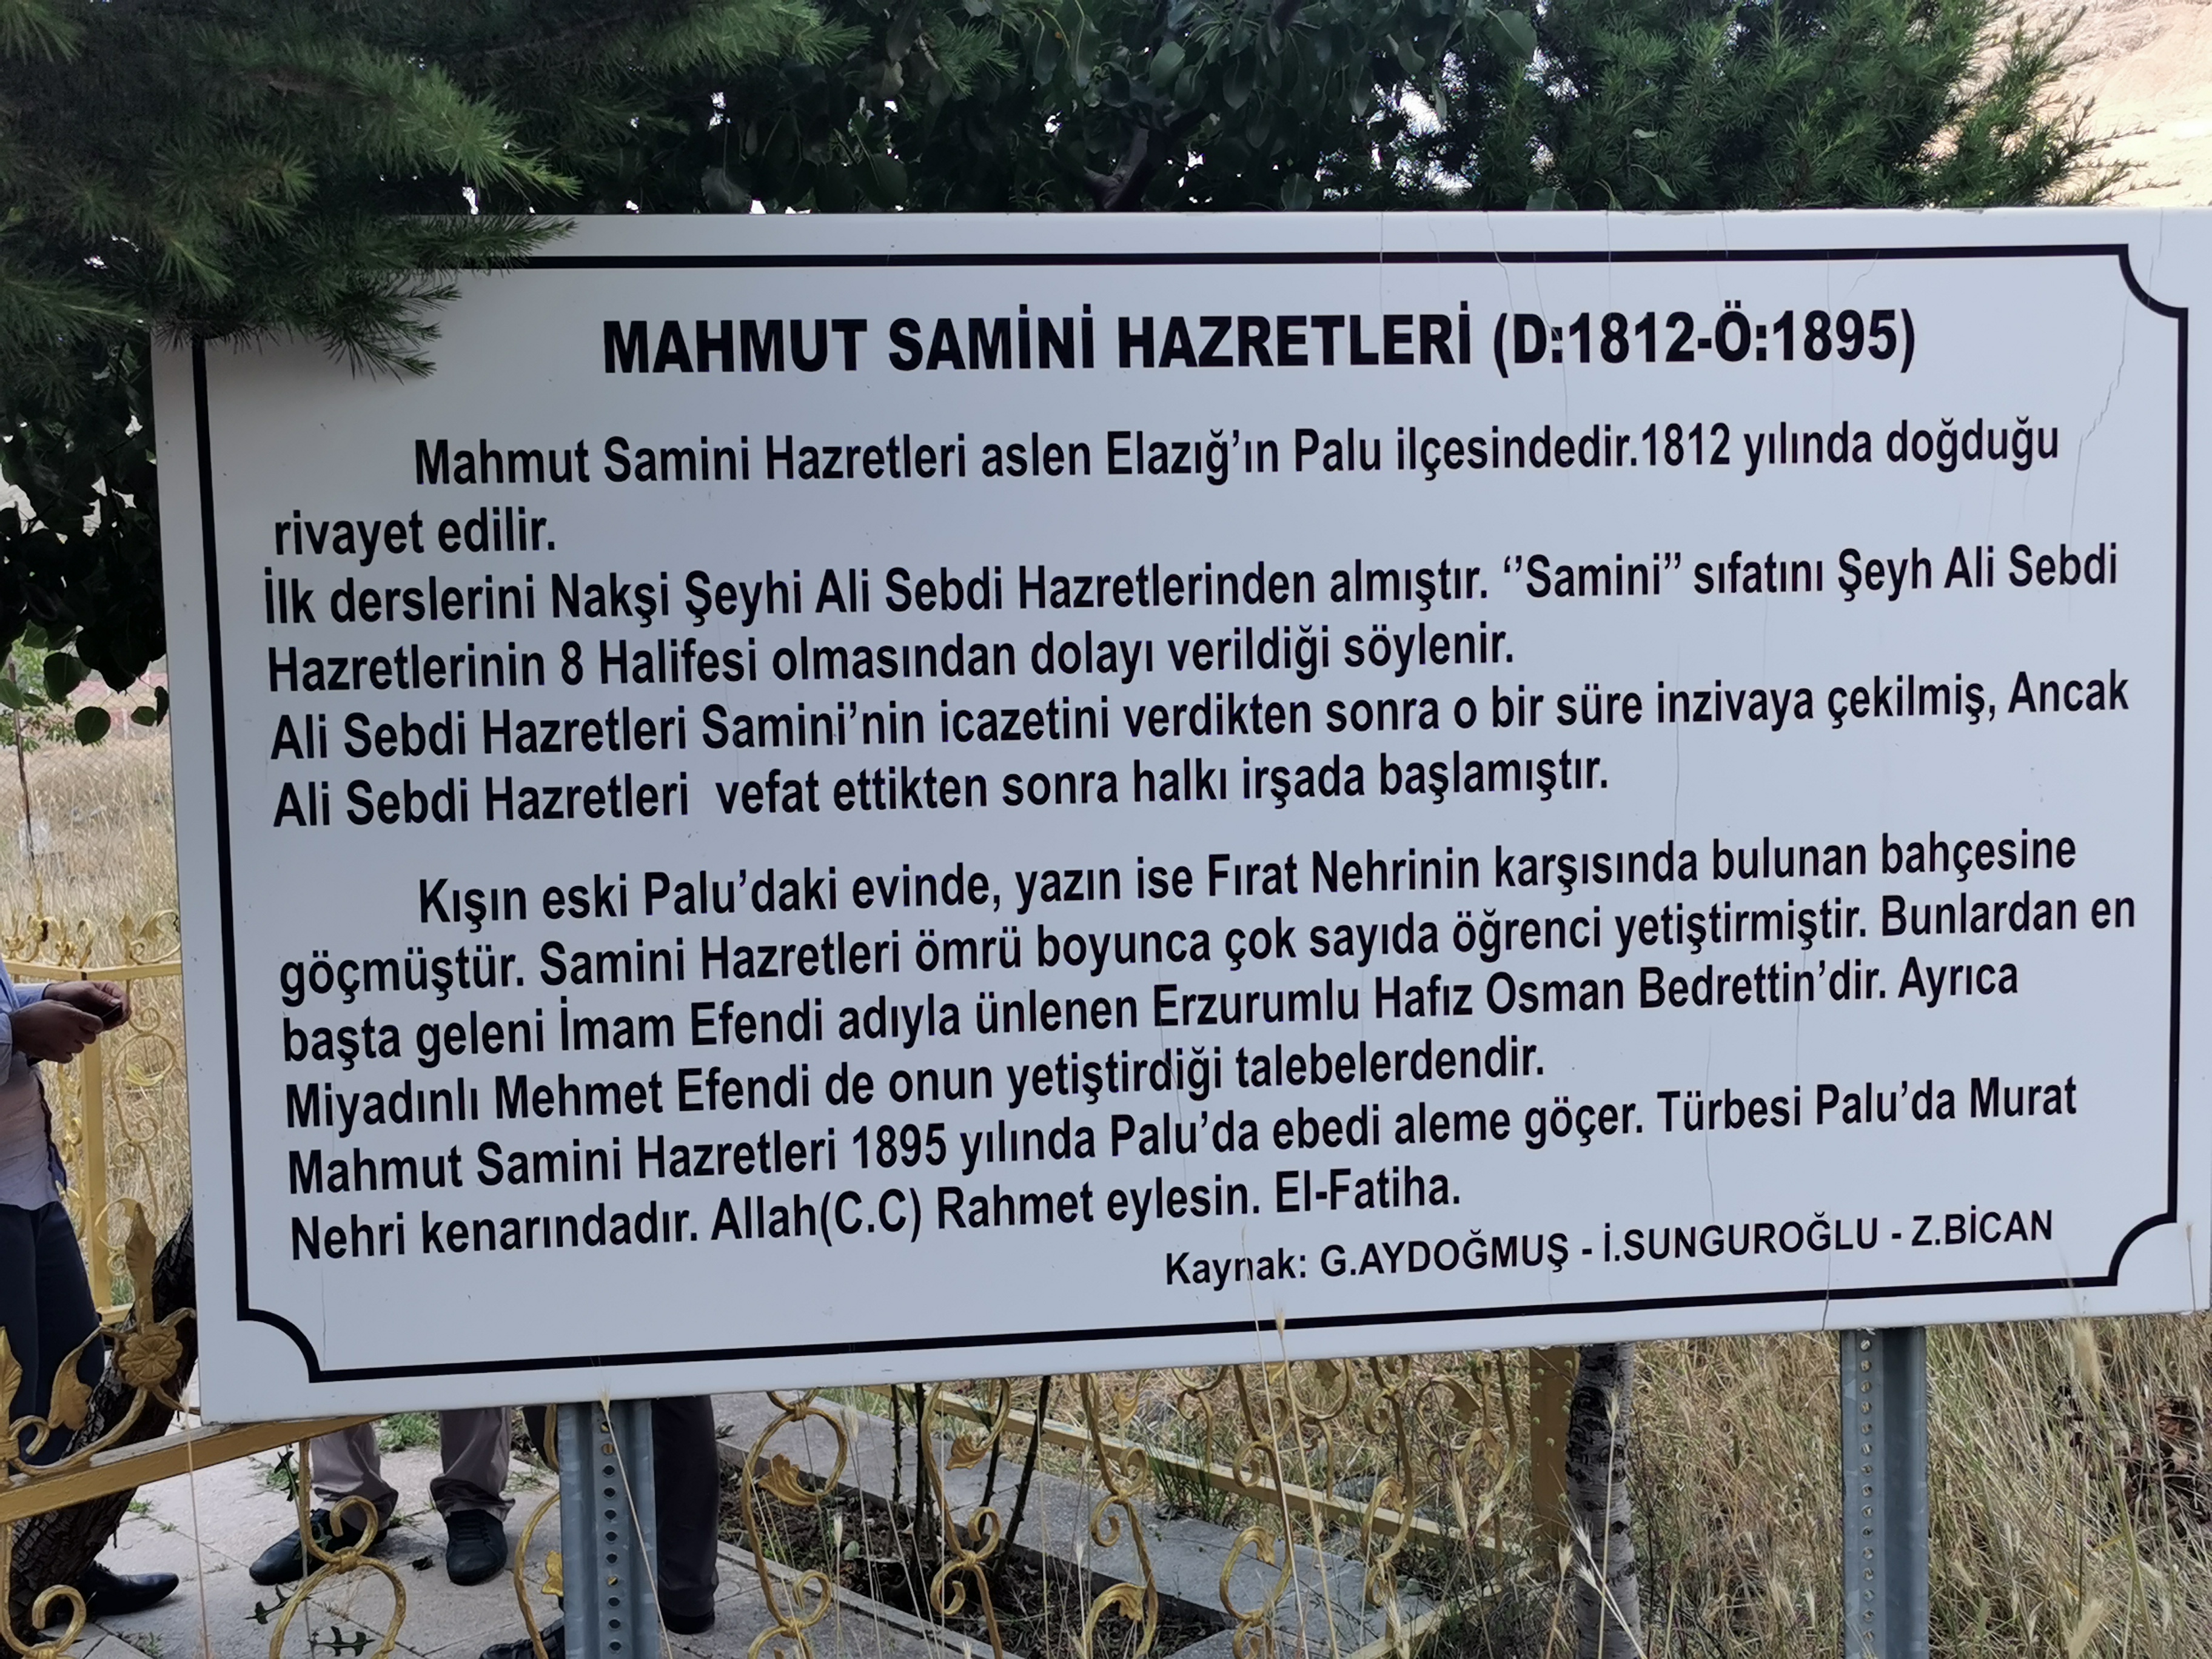 MAHMUT SAMİNİ HAZRETLERİ (D:1812-Ö:1895)
Mahmut Samini Hazretleri aslen Elazığ'ın Palu ilçesindedir.1812 yılında doğduğu
rivayet edilir.
İlk derslerini Nakşi Şeyhi Ali Sebdi Hazretlerinden almıştır. ‘’Samini’’ sıfatını Şeyh Ali Sebdi
Hazretlerinin 8 Halifesi olmasından dolayı verildiği söylenir.
Ali Sebdi Hazretleri Samini’nin icazetini verdikten sonra o bir süre inzivaya çekilmiş, Ancak
Ali Sebdi Hazretleri  vefat ettikten sonra halkı irşada başlamıştır.
Kışın eski Palu’daki evinde, yazın ise Fırat Nehrinin karşısında bulunan bahçesine
göçmüştür. Samini Hazretleri ömrü boyunca çok sayıda öğrenci yetiştirmiştir. Bunlardan en
başta geleni İmam Efendi adıyla ünlenen Erzurumlu Hafız Osman Bedrettin’dir. Ayrıca
Miyadınlı Mehmet Efendi de onun yetiştirdiği talebelerdendir.
Mahmut Samini Hazretleri 1895 yılında Palu’da ebedi aleme göçer. Türbesi Palu’da Murat
Nehri kenarındadır. Allah(C.C) Rahmet eylesin. El-Fatiha.
Kaynak: G.AYDOĞMUŞ - İ.SUNGUROĞLU - Z.BİCAN